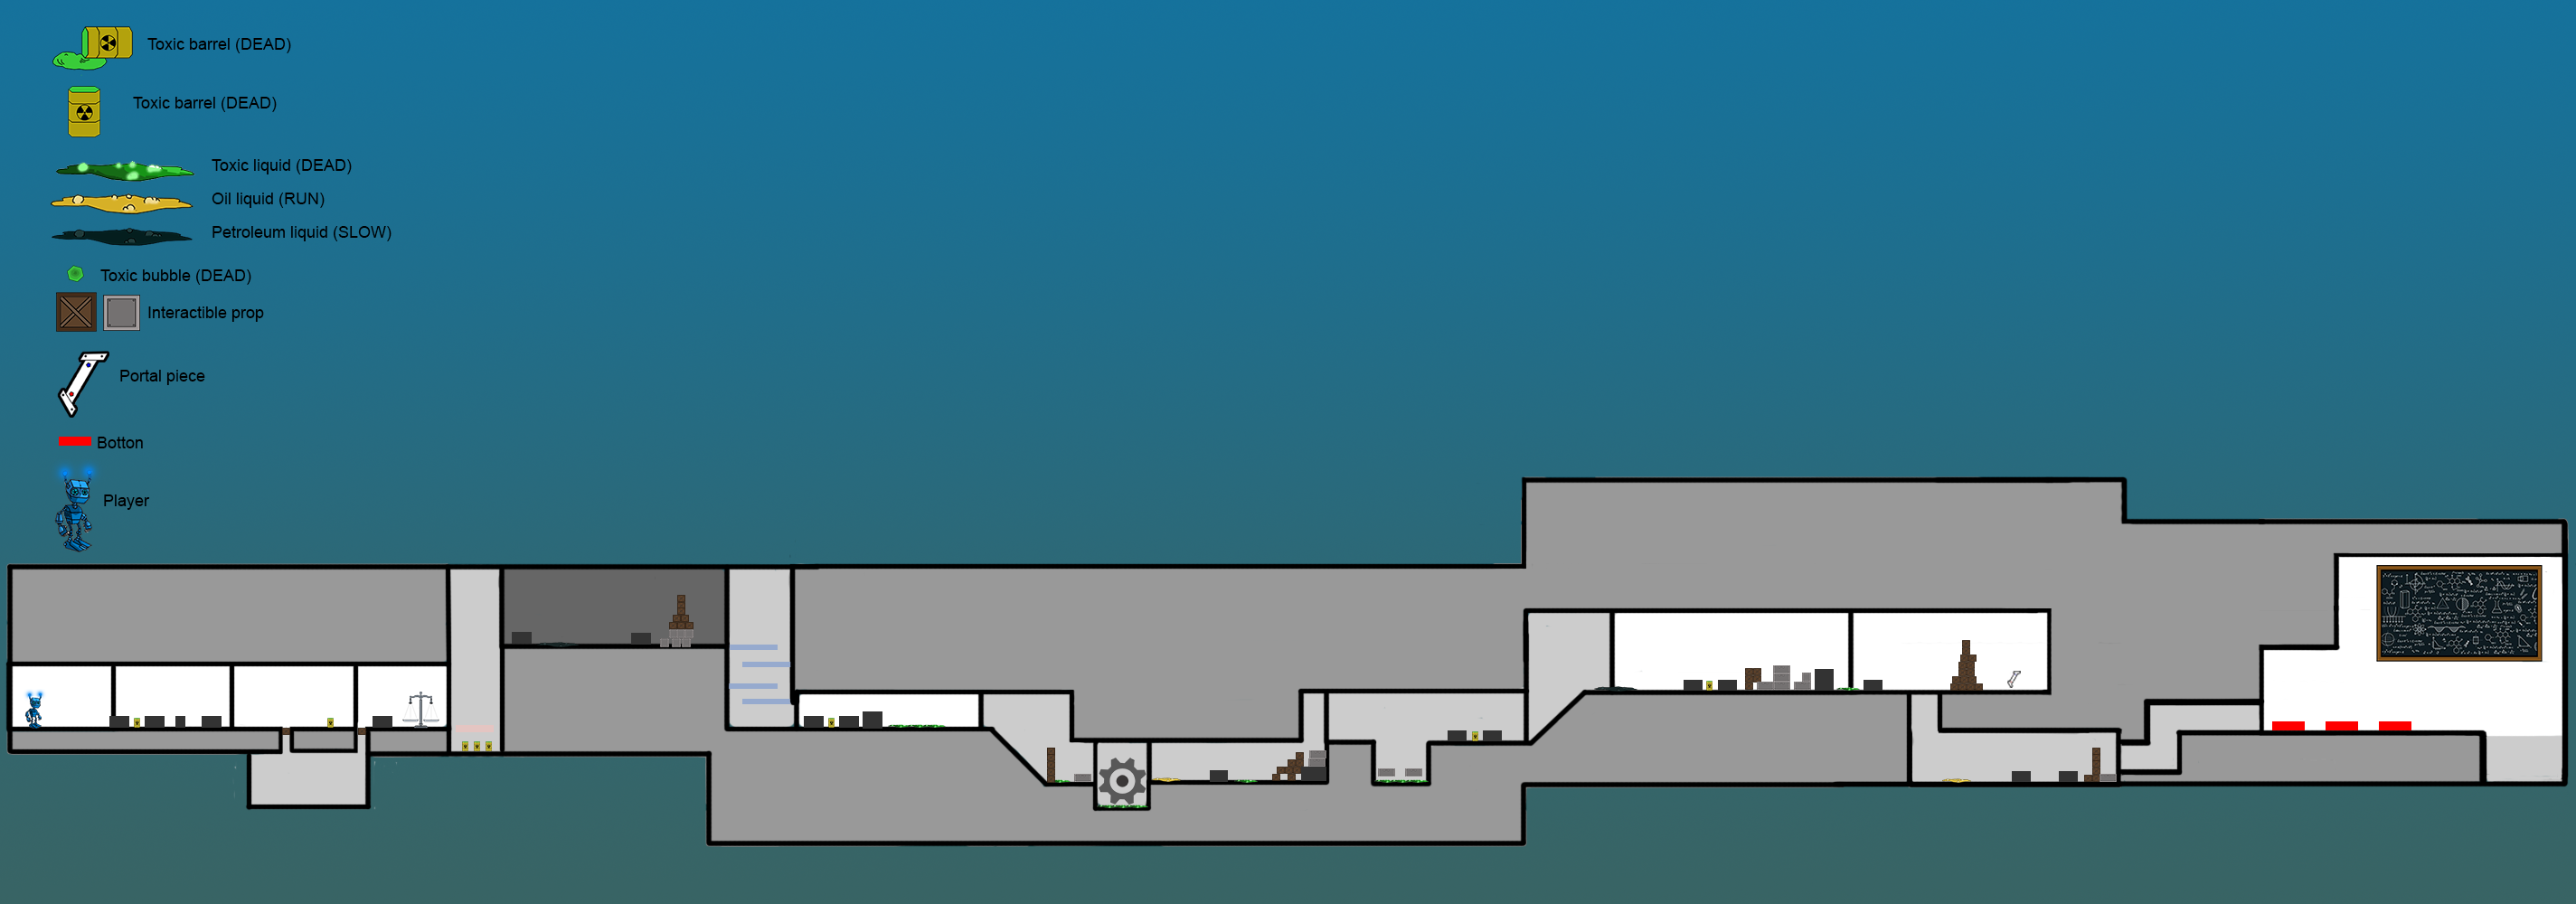 Toxic barrel (DEAD)
Toxic barrel (DEAD)
Toxic liquid (DEAD)
Oil liquid (RUN)
Petroleum liquid (SLOW)
Toxic bubble (DEAD)
Interactible prop
Portal piece
Botton
Player